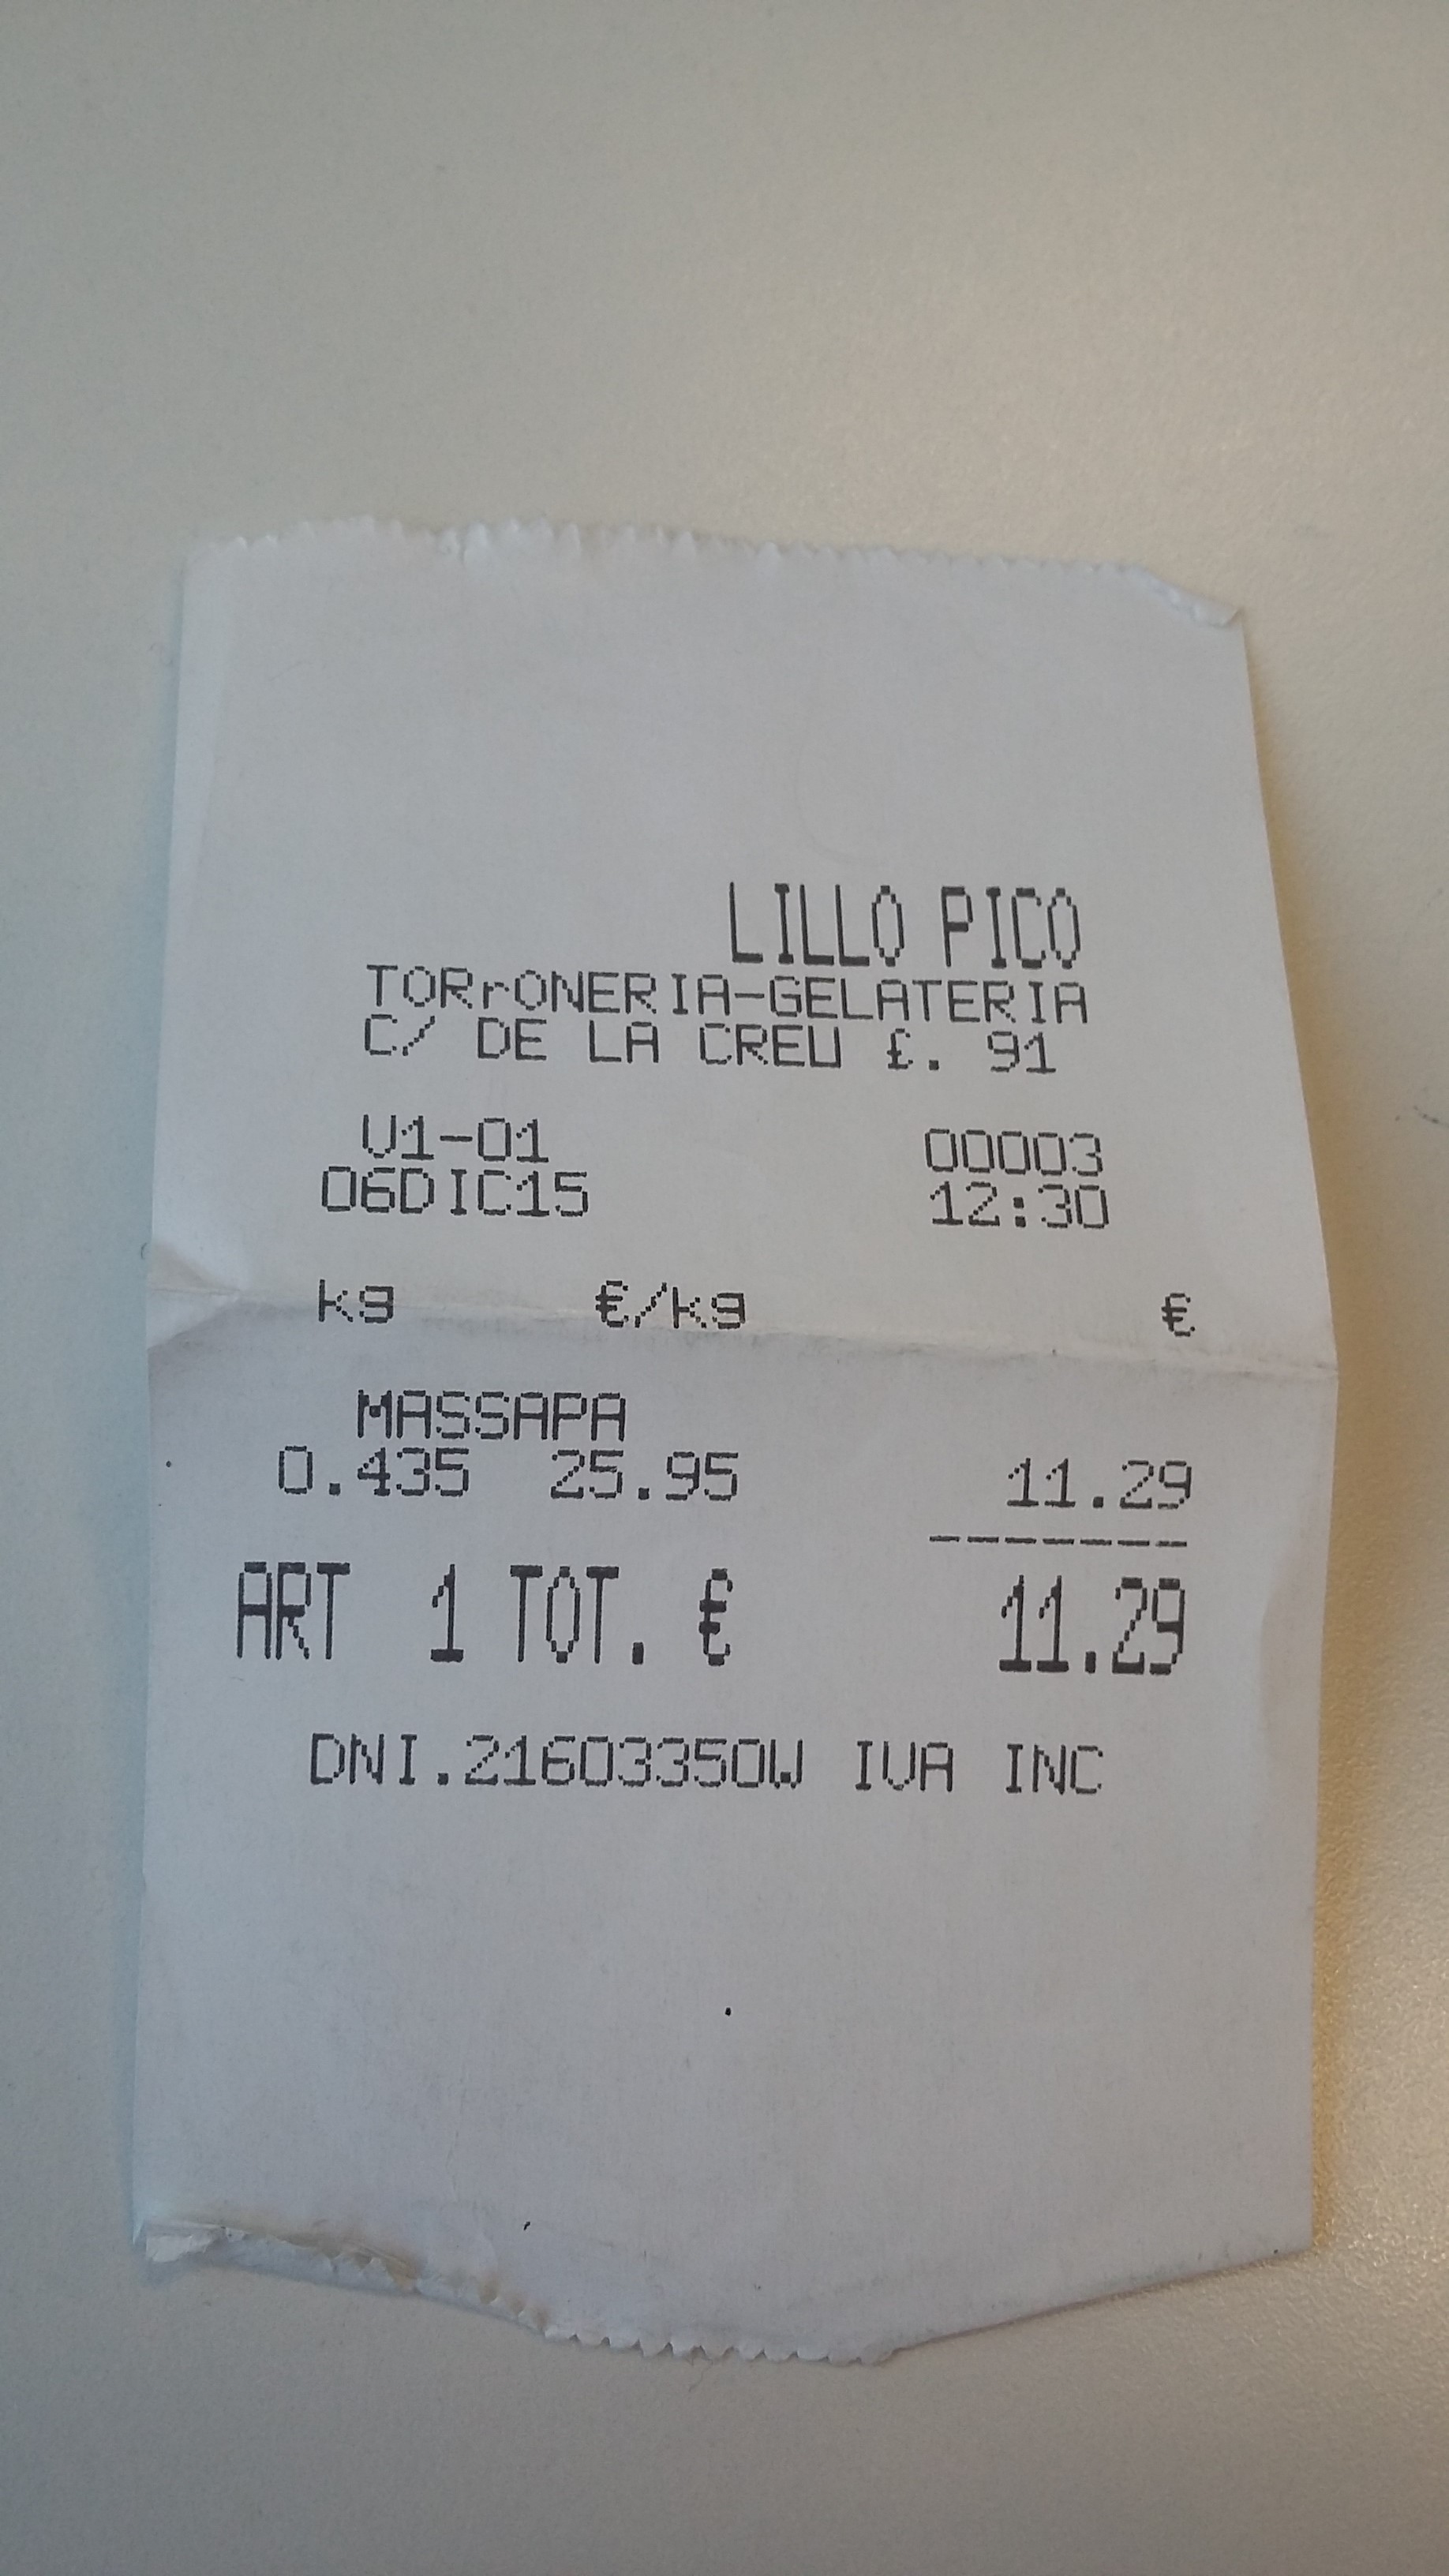 LILLO PICO
TORrONERIA-GELATERIA
C/ DE LA CREU £. 91
V1-01 00003
06DIC15 12:30
kg €/kg €
MASSAPA
0.435 25.95 11.29
-------
ART 1 TOT. € 11.29
DNI.21603350W IVA INC